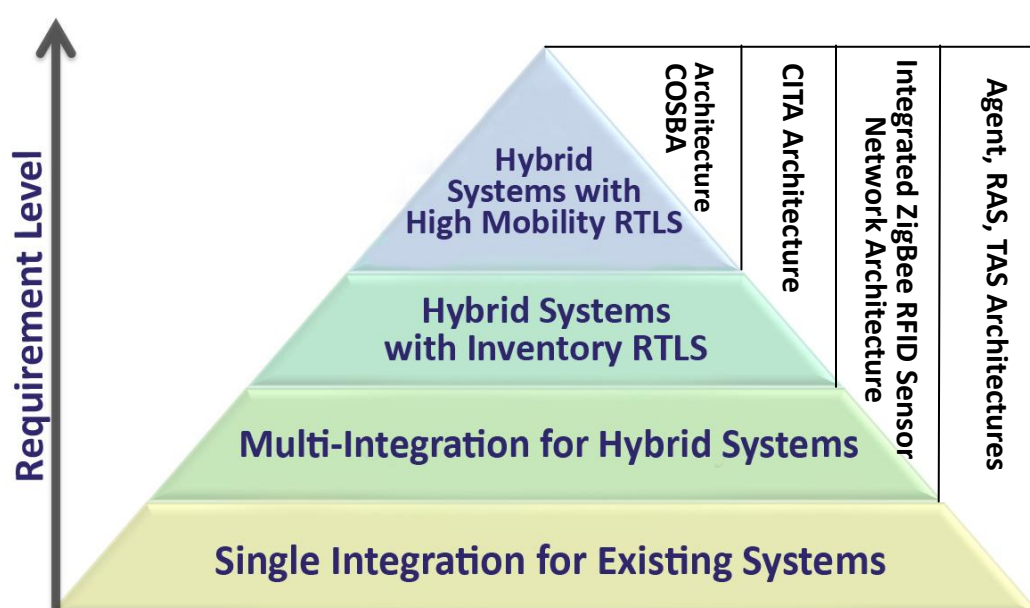 Requirement Level
Hybrid
Systems with
High Mobility RTLS
Hybrid Systems
with Inventory RTLS
Multi-Integration for Hybrid Systems
Single Integration for Existing Systems
Architecture
COSBA
CITA Architecture
Integrated ZigBee RFID Sensor
Network Architecture
Agent, RAS, TAS Architectures